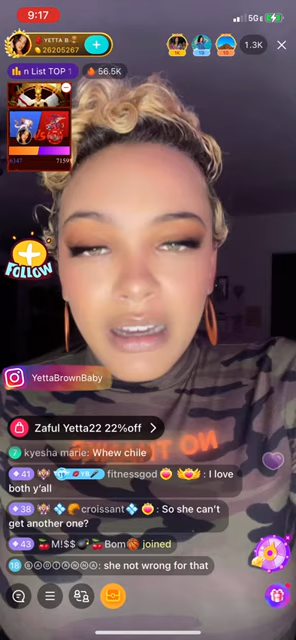 9:17
5G
YETTA B
26205267
1.3K
n List TOP 1
56.5K
6347
71599
FOLLOW
YettaBrownBaby
Zaful Yetta22 22%off
kyesha marie: Whew chile
41 fitnessgod : I love
both y'all
38 croissant : So she can't
get another one?
43 M!$$ Bom joined
18 : she not wrong for that